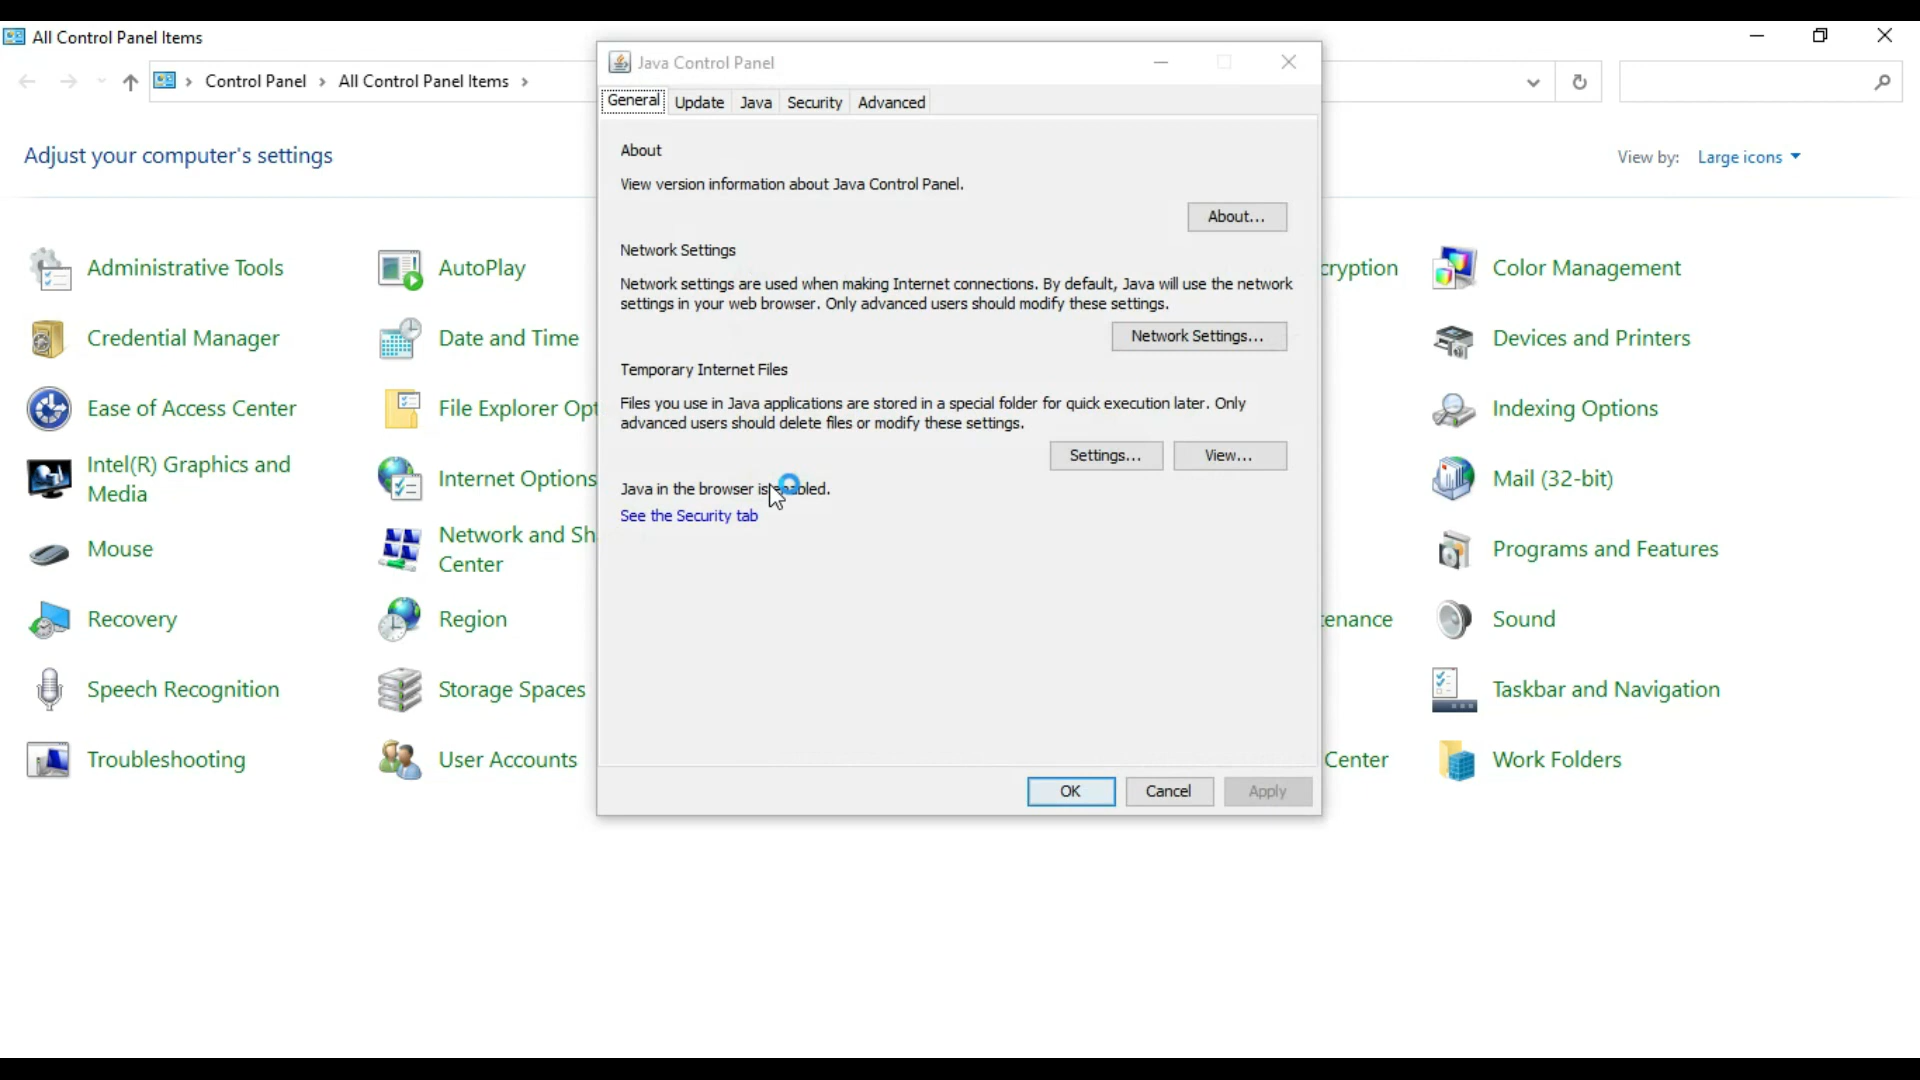 All Control Panel Items
Control Panel › All Control Panel Items ›
Adjust your computer's settings
View by: Large icons
Administrative Tools
AutoPlay
cryption
Color Management
Credential Manager
Date and Time
Devices and Printers
Ease of Access Center
File Explorer Opt
Indexing Options
Intel(R) Graphics and
Media
Internet Options
Mail (32-bit)
Mouse
Network and Sh
Center
Programs and Features
Recovery
Region
tenance
Sound
Speech Recognition
Storage Spaces
Taskbar and Navigation
Troubleshooting
User Accounts
Center
Work Folders
Java Control Panel
General Update Java Security Advanced
About
View version information about Java Control Panel.
About...
Network Settings
Network settings are used when making Internet connections. By default, Java will use the network
settings in your web browser. Only advanced users should modify these settings.
Network Settings...
Temporary Internet Files
Files you use in Java applications are stored in a special folder for quick execution later. Only
advanced users should delete files or modify these settings.
Settings... View...
Java in the browser is enabled.
See the Security tab
OK Cancel Apply